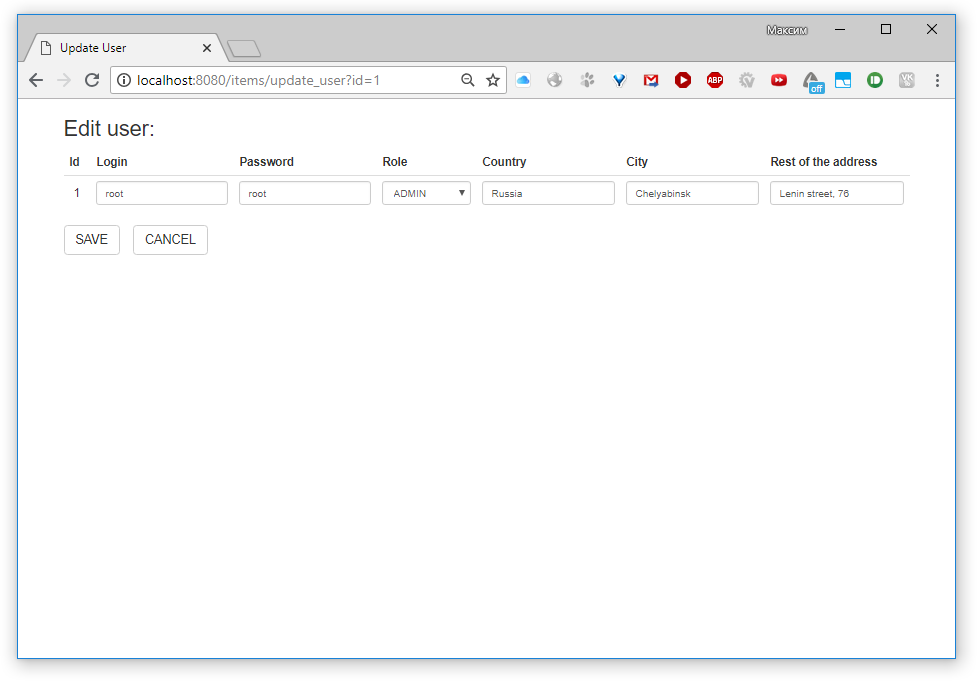 Максим
Update User
localhost:8080/items/update_user?id=1
ABP
off
VK
Edit user:
Id Login Password Role Country City Rest of the address
1 root root ADMIN Russia Chelyabinsk Lenin street, 76
SAVE CANCEL